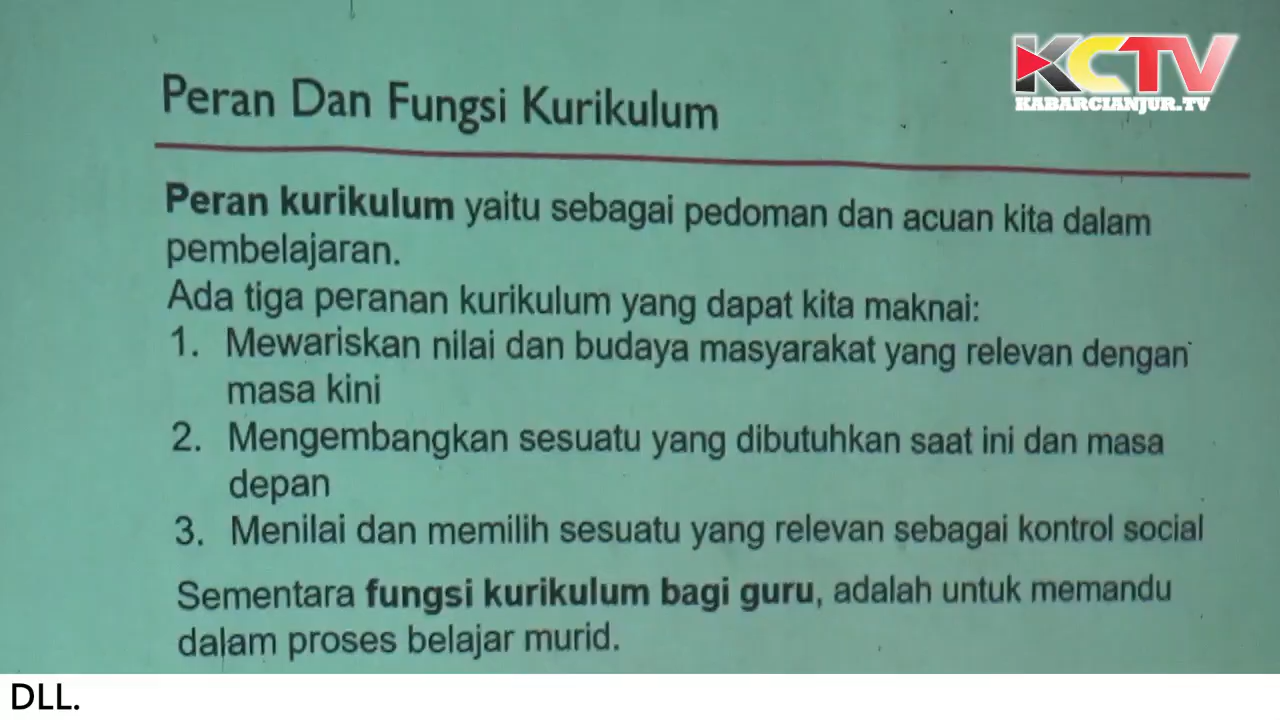 KCTV
KABARCIANJUR.TV
Peran Dan Fungsi Kurikulum
Peran kurikulum yaitu sebagai pedoman dan acuan kita dalam
pembelajaran.
Ada tiga peranan kurikulum yang dapat kita maknai:
1. Mewariskan nilai dan budaya masyarakat yang relevan dengan
masa kini
2. Mengembangkan sesuatu yang dibutuhkan saat ini dan masa
depan
3. Menilai dan memilih sesuatu yang relevan sebagai kontrol social
Sementara fungsi kurikulum bagi guru, adalah untuk memandu
dalam proses belajar murid.
DLL.